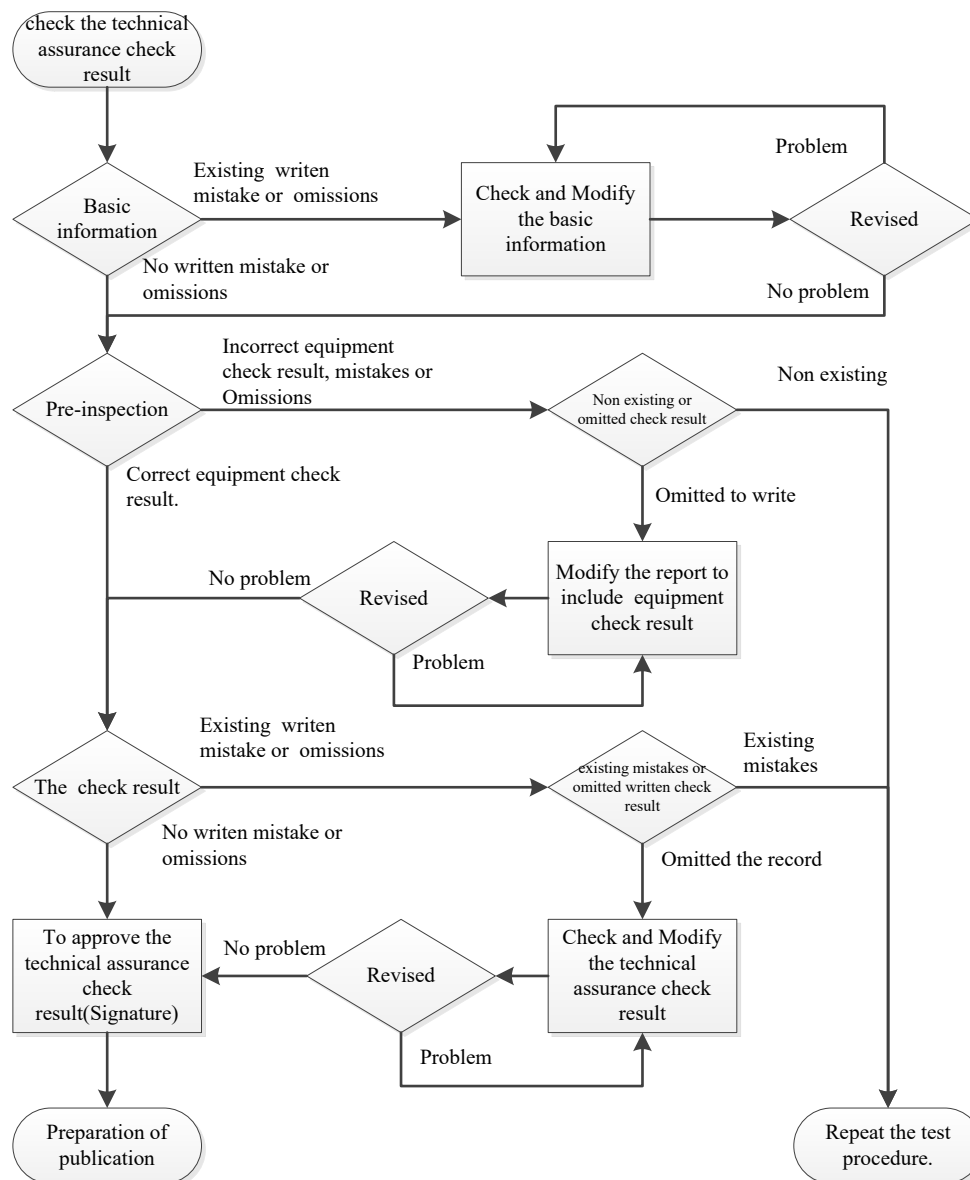 check the technical
assurance check
result
Problem
Existing  writen
mistake or  omissions
Check and Modify
the basic
information
Basic
information
Revised
No written mistake or
omissions
No problem
Incorrect equipment
check result, mistakes or
Omissions
Non existing
Pre-inspection
Non existing or
omitted check result
Correct equipment check
result.
Omitted to write
No problem
Revised
Modify the report to
include  equipment
check result
Problem
Existing  writen
mistake or  omissions
Existing
mistakes
The  check result
existing mistakes or
omitted written check
result
No writen mistake or
omissions
Omitted the record
To approve the
technical assurance
check
result(Signature)
No problem
Revised
Check and Modify
the technical
assurance check
result
Problem
Preparation of
publication
Repeat the test
procedure.